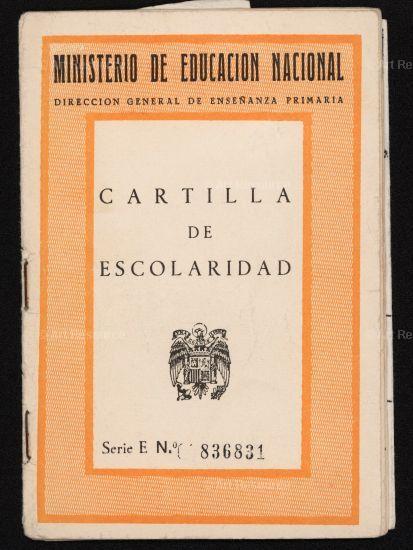 MINISTERIO DE EDUCACION NACIONAL
DIRECCION GENERAL DE ENSEÑANZA PRIMARIA
CARTILLA
DE
ESCOLARIDAD
Serie E N.º 836831